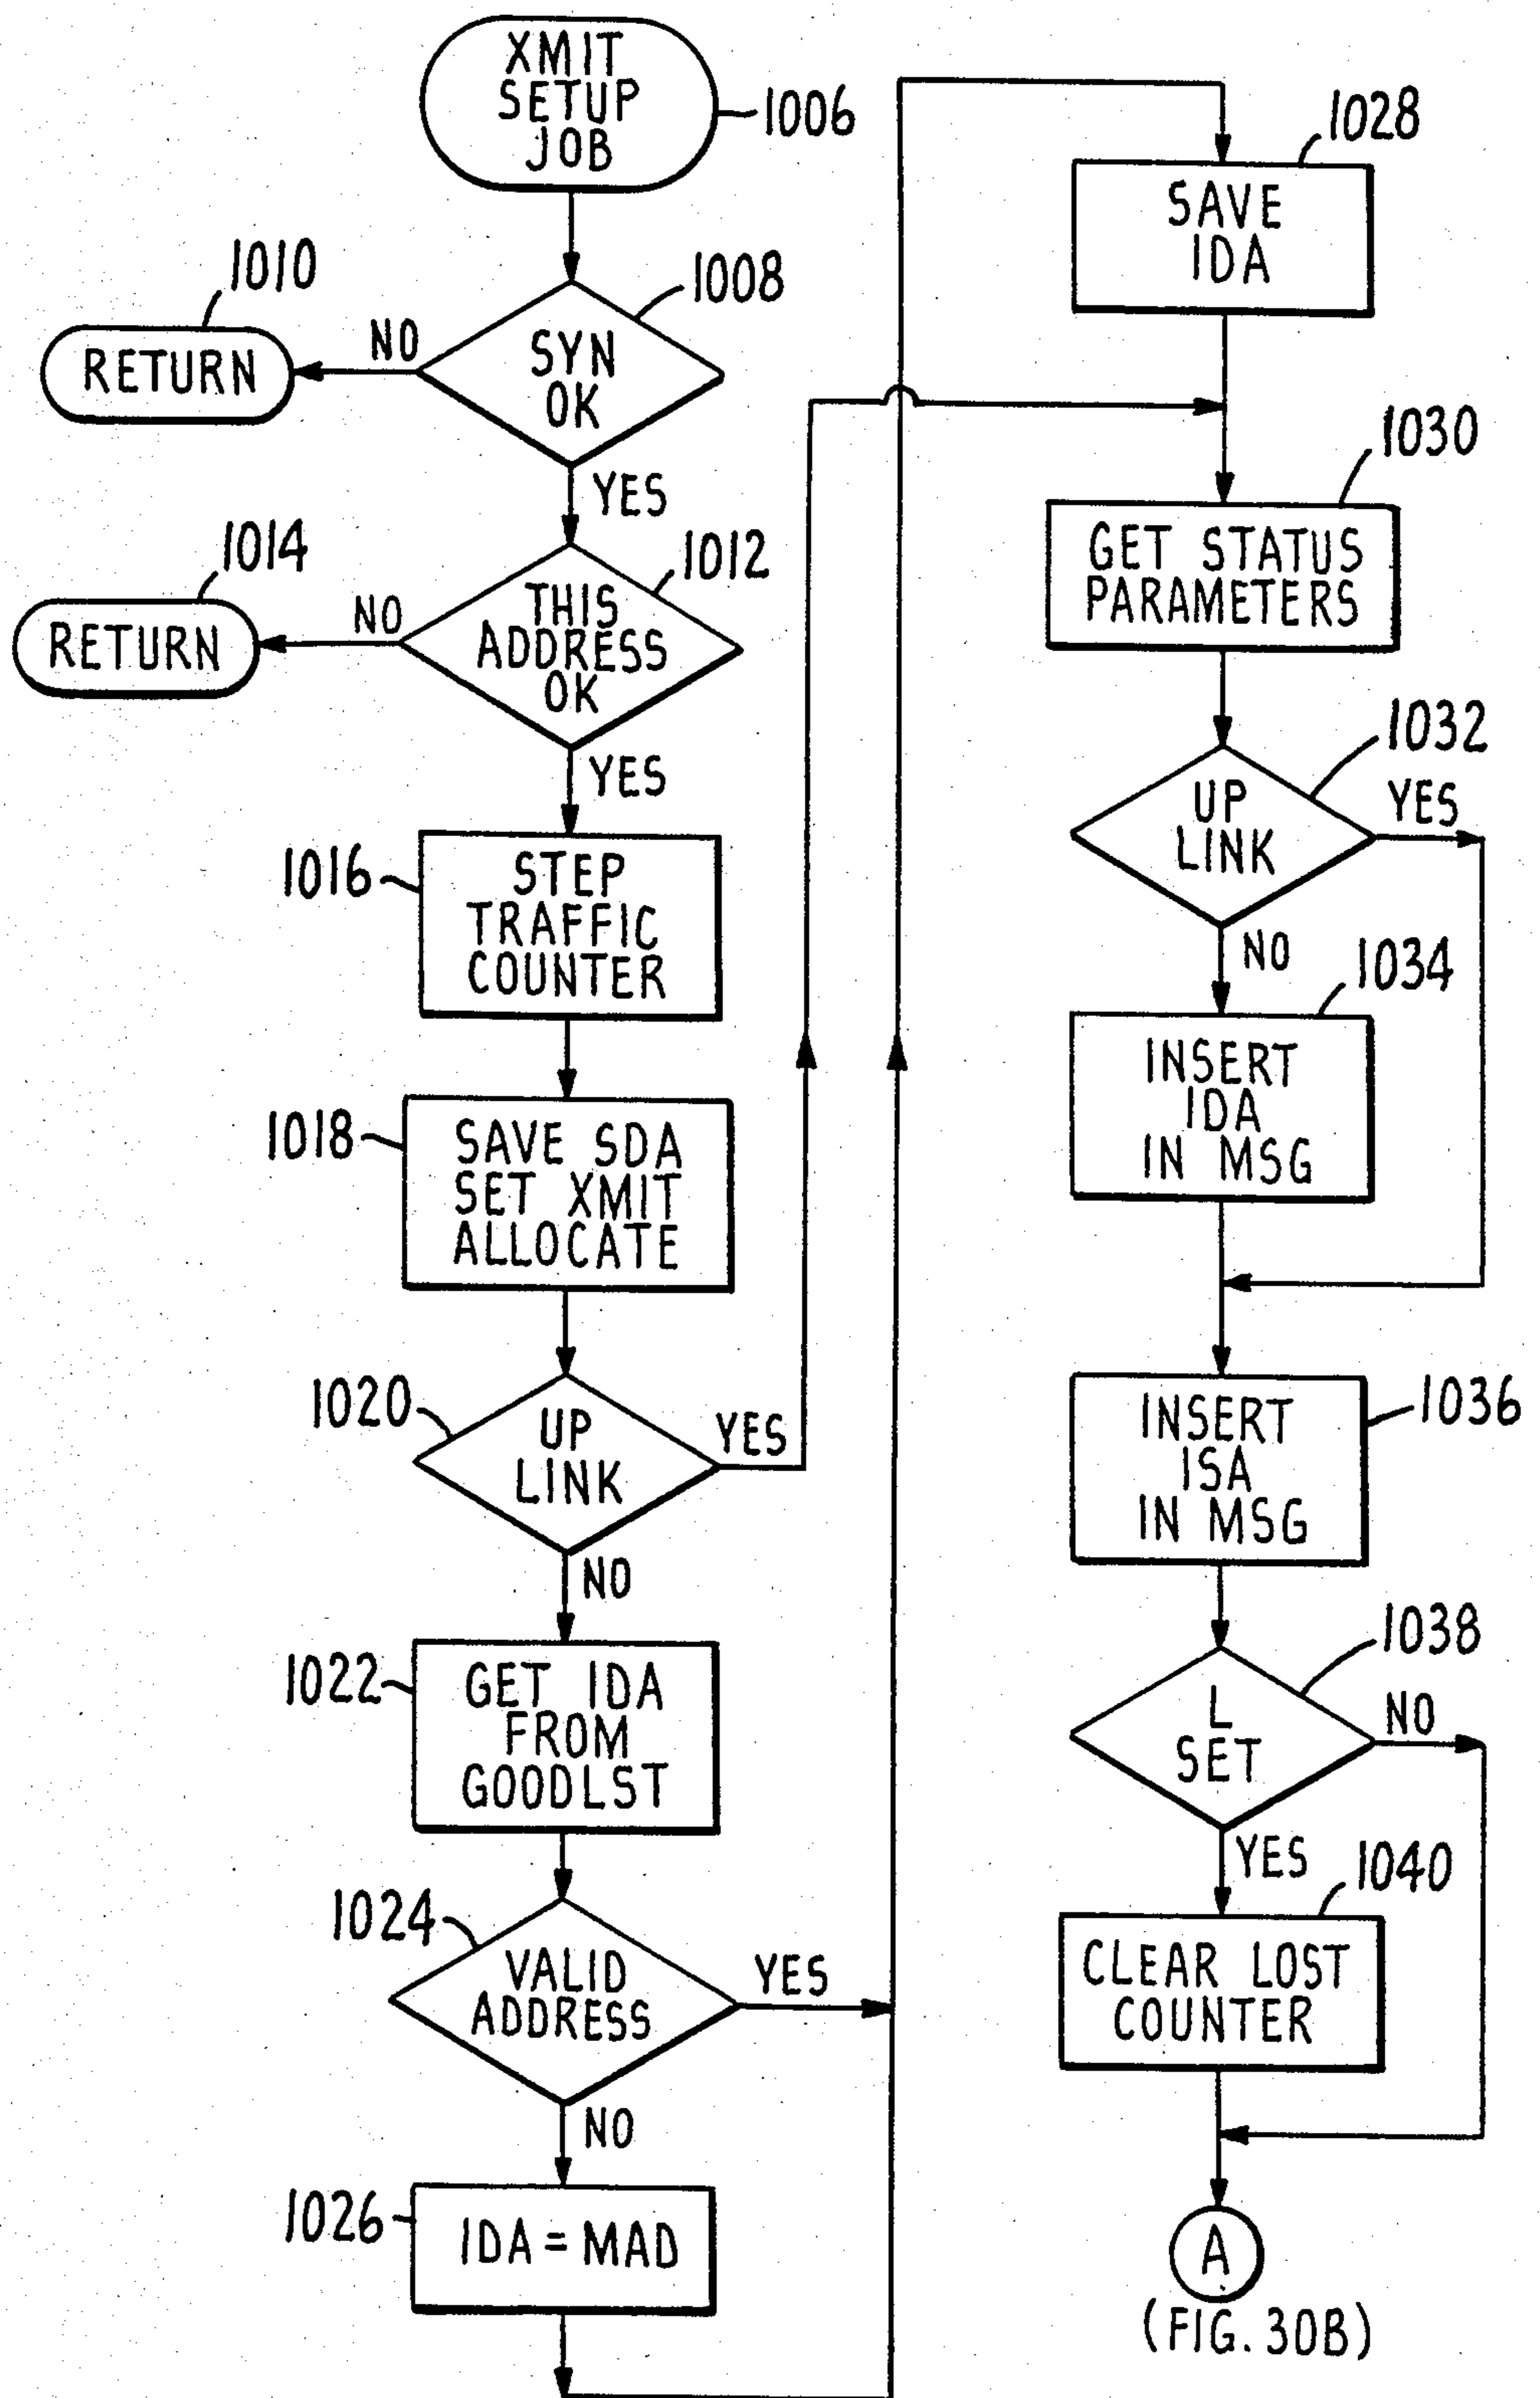 XMIT
SETUP
JOB
1006
1010
RETURN
NO
1008
SYN
OK
YES
1014
RETURN
NO
1012
THIS
ADDRESS
OK
YES
1016
STEP
TRAFFIC
COUNTER
1018
SAVE SDA
SET XMIT
ALLOCATE
1020
UP
LINK
YES
NO
1022
GET IDA
FROM
GOODLST
1024
VALID
ADDRESS
YES
NO
1026
IDA = MAD
1028
SAVE
IDA
1030
GET STATUS
PARAMETERS
1032
UP
LINK
YES
NO
1034
INSERT
IDA
IN MSG
1036
INSERT
ISA
IN MSG
1038
L
SET
NO
YES
1040
CLEAR LOST
COUNTER
A
(FIG. 30B)